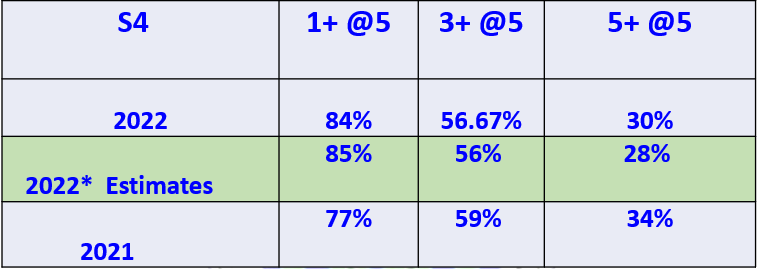 S4 1+ @5 3+ @5 5+ @5
2022 84% 56.67% 30%
2022* Estimates 85% 56% 28%
2021 77% 59% 34%